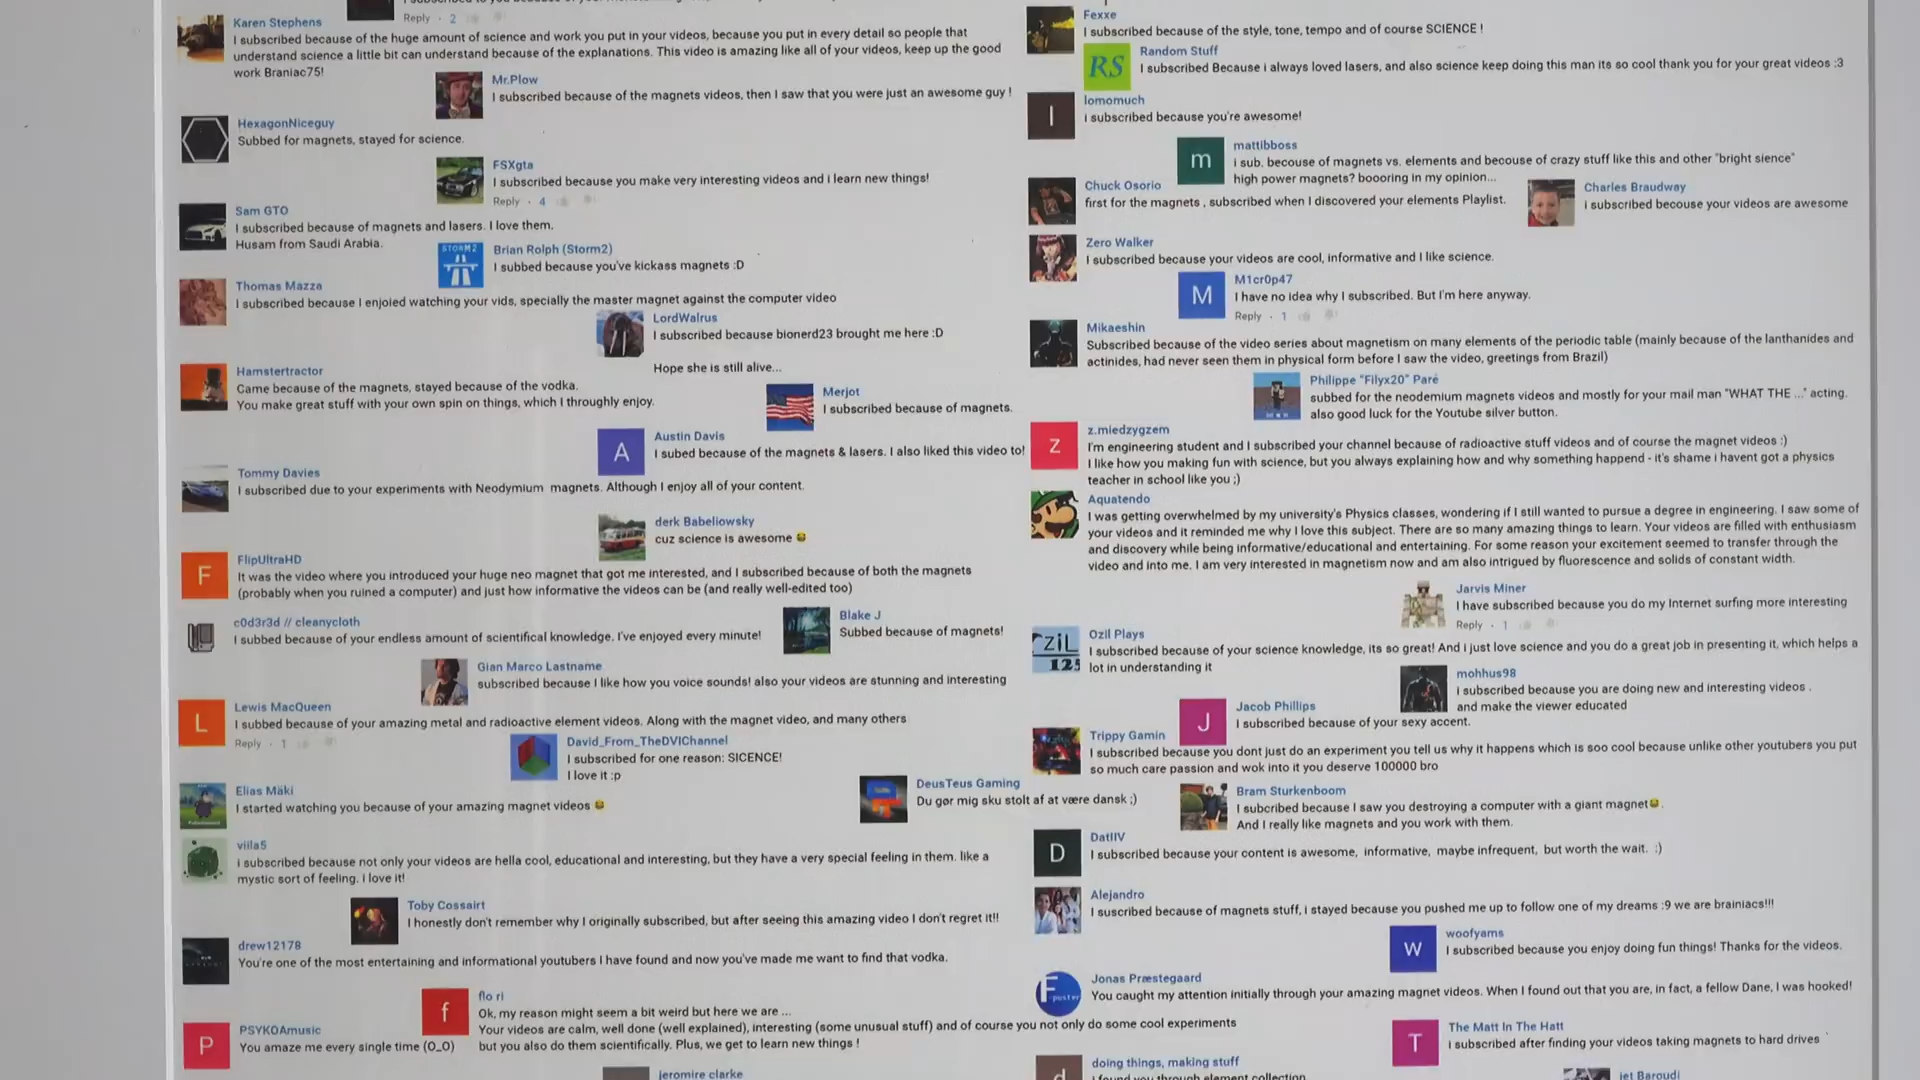 Reply · 2
Karen Stephens
I subscribed because of the huge amount of science and work you put in your videos, because you put in every detail so people that
understand science a little bit can understand because of the explanations. This video is amazing like all of your videos, keep up the good
work Braniac75!
Mr.Plow
I subscribed because of the magnets videos, then I saw that you were just an awesome guy !
HexagonNiceguy
Subbed for magnets, stayed for science.
FSXgta
I subscribed because you make very interesting videos and i learn new things!
Reply · 4
Sam GTO
I subscribed because of magnets and lasers. I love them.
Husam from Saudi Arabia.
STORM2
Brian Rolph (Storm2)
I subbed because you've kickass magnets :D
Thomas Mazza
I subscribed because I enjoied watching your vids, specially the master magnet against the computer video
LordWalrus
I subscribed because bionerd23 brought me here :D
Hope she is still alive...
Hamstertractor
Came because of the magnets, stayed because of the vodka.
You make great stuff with your own spin on things, which I throughly enjoy.
Merjot
I subscribed because of magnets.
A
Austin Davis
I subed because of the magnets & lasers. I also liked this video to!
Tommy Davies
I subscribed due to your experiments with Neodymium magnets. Although I enjoy all of your content.
derk Babeliowsky
cuz science is awesome 😄
F
FlipUltraHD
It was the video where you introduced your huge neo magnet that got me interested, and I subscribed because of both the magnets
(probably when you ruined a computer) and just how informative the videos can be (and really well-edited too)
c0d3r3d // cleanycloth
I subbed because of your endless amount of scientifical knowledge. I've enjoyed every minute!
Blake J
Subbed because of magnets!
Gian Marco Lastname
subscribed because I like how you voice sounds! also your videos are stunning and interesting
L
Lewis MacQueen
I subbed because of your amazing metal and radioactive element videos. Along with the magnet video, and many others
Reply · 1
David_From_TheDVIChannel
I subscribed for one reason: SICENCE!
I love it :p
Elias Mäki
I started watching you because of your amazing magnet videos 😄
DeusTeus Gaming
Du gør mig sku stolt af at være dansk ;)
viila5
i subscribed because not only your videos are hella cool, educational and interesting, but they have a very special feeling in them. like a
mystic sort of feeling. I love it!
Toby Cossairt
I honestly don't remember why I originally subscribed, but after seeing this amazing video I don't regret it!!
drew12178
You're one of the most entertaining and informational youtubers I have found and now you've made me want to find that vodka.
f
flo ri
Ok, my reason might seem a bit weird but here we are ...
Your videos are calm, well done (well explained), interesting (some unusual stuff) and of course you not only do some cool experiments
but you also do them scientifically. Plus, we get to learn new things !
P
PSYKOAmusic
You amaze me every single time (O_O)
jeromire clarke
Fexxe
I subscribed because of the style, tone, tempo and of course SCIENCE !
RS
Random Stuff
I subscribed Because i always loved lasers, and also science keep doing this man its so cool thank you for your great videos :3
I
lomomuch
i subscribed because you're awesome!
m
mattibboss
i sub. becouse of magnets vs. elements and becouse of crazy stuff like this and other "bright sience"
high power magnets? boooring in my opinion...
Chuck Osorio
first for the magnets , subscribed when I discovered your elements Playlist.
Charles Braudway
i subscribed becouse your videos are awesome
Zero Walker
I subscribed because your videos are cool, informative and I like science.
M
M1cr0p47
I have no idea why I subscribed. But I'm here anyway.
Reply · 1
Mikaeshin
Subscribed because of the video series about magnetism on many elements of the periodic table (mainly because of the lanthanides and
actinides, had never seen them in physical form before I saw the video, greetings from Brazil)
Philippe "Filyx20" Paré
subbed for the neodemium magnets videos and mostly for your mail man "WHAT THE ..." acting.
also good luck for the Youtube silver button.
Z
z.miedzygzem
I'm engineering student and I subscribed your channel because of radioactive stuff videos and of course the magnet videos :)
I like how you making fun with science, but you always explaining how and why something happend - it's shame i havent got a physics
teacher in school like you ;)
Aquatendo
I was getting overwhelmed by my university's Physics classes, wondering if I still wanted to pursue a degree in engineering. I saw some of
your videos and it reminded me why I love this subject. There are so many amazing things to learn. Your videos are filled with enthusiasm
and discovery while being informative/educational and entertaining. For some reason your excitement seemed to transfer through the
video and into me. I am very interested in magnetism now and am also intrigued by fluorescence and solids of constant width.
Jarvis Miner
I have subscribed because you do my Internet surfing more interesting
Reply · 1
ZiL
125
Ozil Plays
I subscribed because of your science knowledge, its so great! And i just love science and you do a great job in presenting it, which helps a
lot in understanding it
mohhus98
i subscribed because you are doing new and interesting videos .
and make the viewer educated
J
Jacob Phillips
I subscribed because of your sexy accent.
Trippy Gamin
I subscribed because you dont just do an experiment you tell us why it happens which is soo cool because unlike other youtubers you put
so much care passion and wok into it you deserve 100000 bro
Bram Sturkenboom
I subcribed because I saw you destroying a computer with a giant magnet😄.
And I really like magnets and you work with them.
D
DatIIV
I subscribed because your content is awesome, informative, maybe infrequent, but worth the wait. :)
Alejandro
I suscribed because of magnets stuff, i stayed because you pushed me up to follow one of my dreams :9 we are brainiacs!!!
W
woofyams
I subscribed because you enjoy doing fun things! Thanks for the videos.
F poster
Jonas Præstegaard
You caught my attention initially through your amazing magnet videos. When I found out that you are, in fact, a fellow Dane, I was hooked!
T
The Matt In The Hatt
i subscribed after finding your videos taking magnets to hard drives
d
doing things, making stuff
i found you through element collection
jet Baroudi